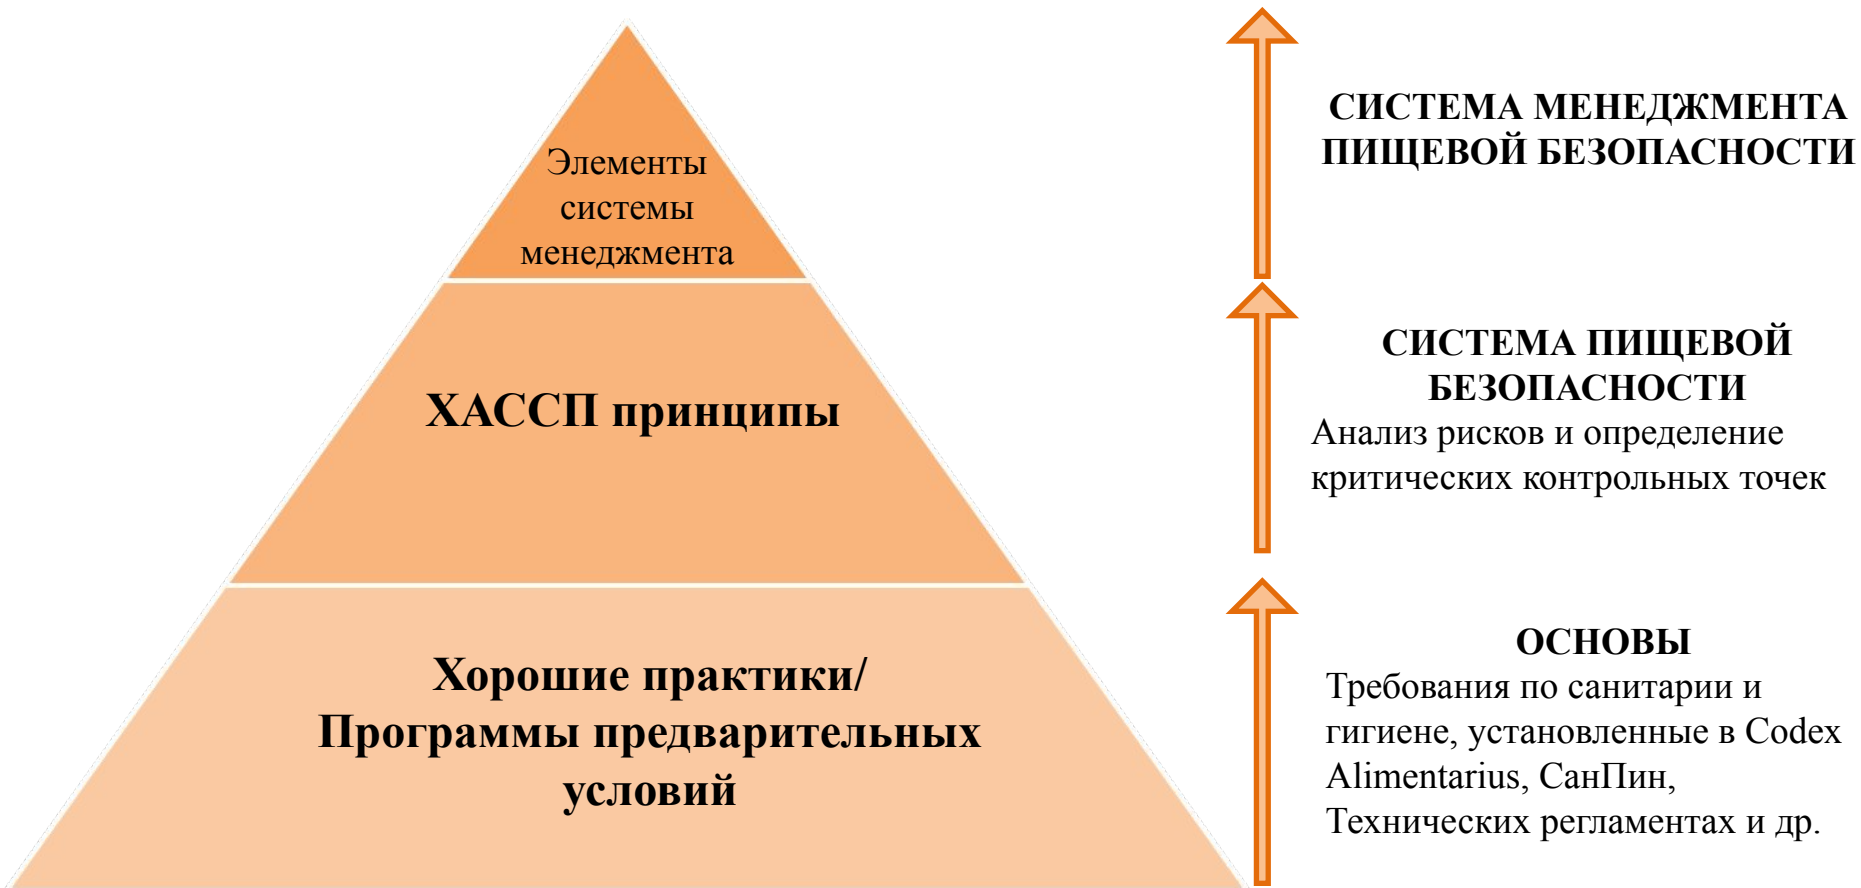 Элементы
системы
менеджмента
ХАССП принципы
Хорошие практики/
Программы предварительных
условий
СИСТЕМА МЕНЕДЖМЕНТА
ПИЩЕВОЙ БЕЗОПАСНОСТИ
СИСТЕМА ПИЩЕВОЙ
БЕЗОПАСНОСТИ
Анализ рисков и определение
критических контрольных точек
ОСНОВЫ
Требования по санитарии и
гигиене, установленные в Codex
Alimentarius, СанПин,
Технических регламентах и др.